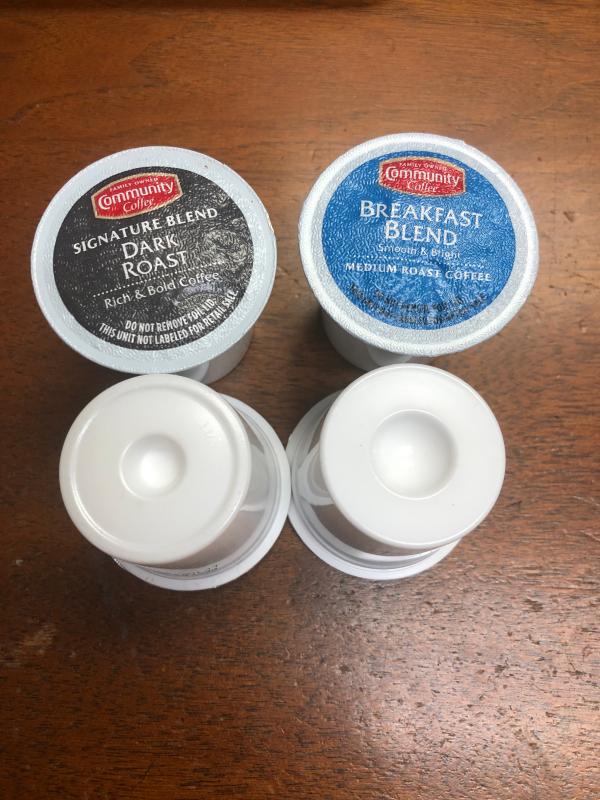 FAMILY OWNED
Community
Coffee
SIGNATURE BLEND
DARK
ROAST
Rich & Bold Coffee
DO NOT REMOVE FOIL LID.
THIS UNIT NOT LABELED FOR RETAIL SALE.
FAMILY OWNED
Community
Coffee
BREAKFAST
BLEND
Smooth & Bright
MEDIUM ROAST COFFEE